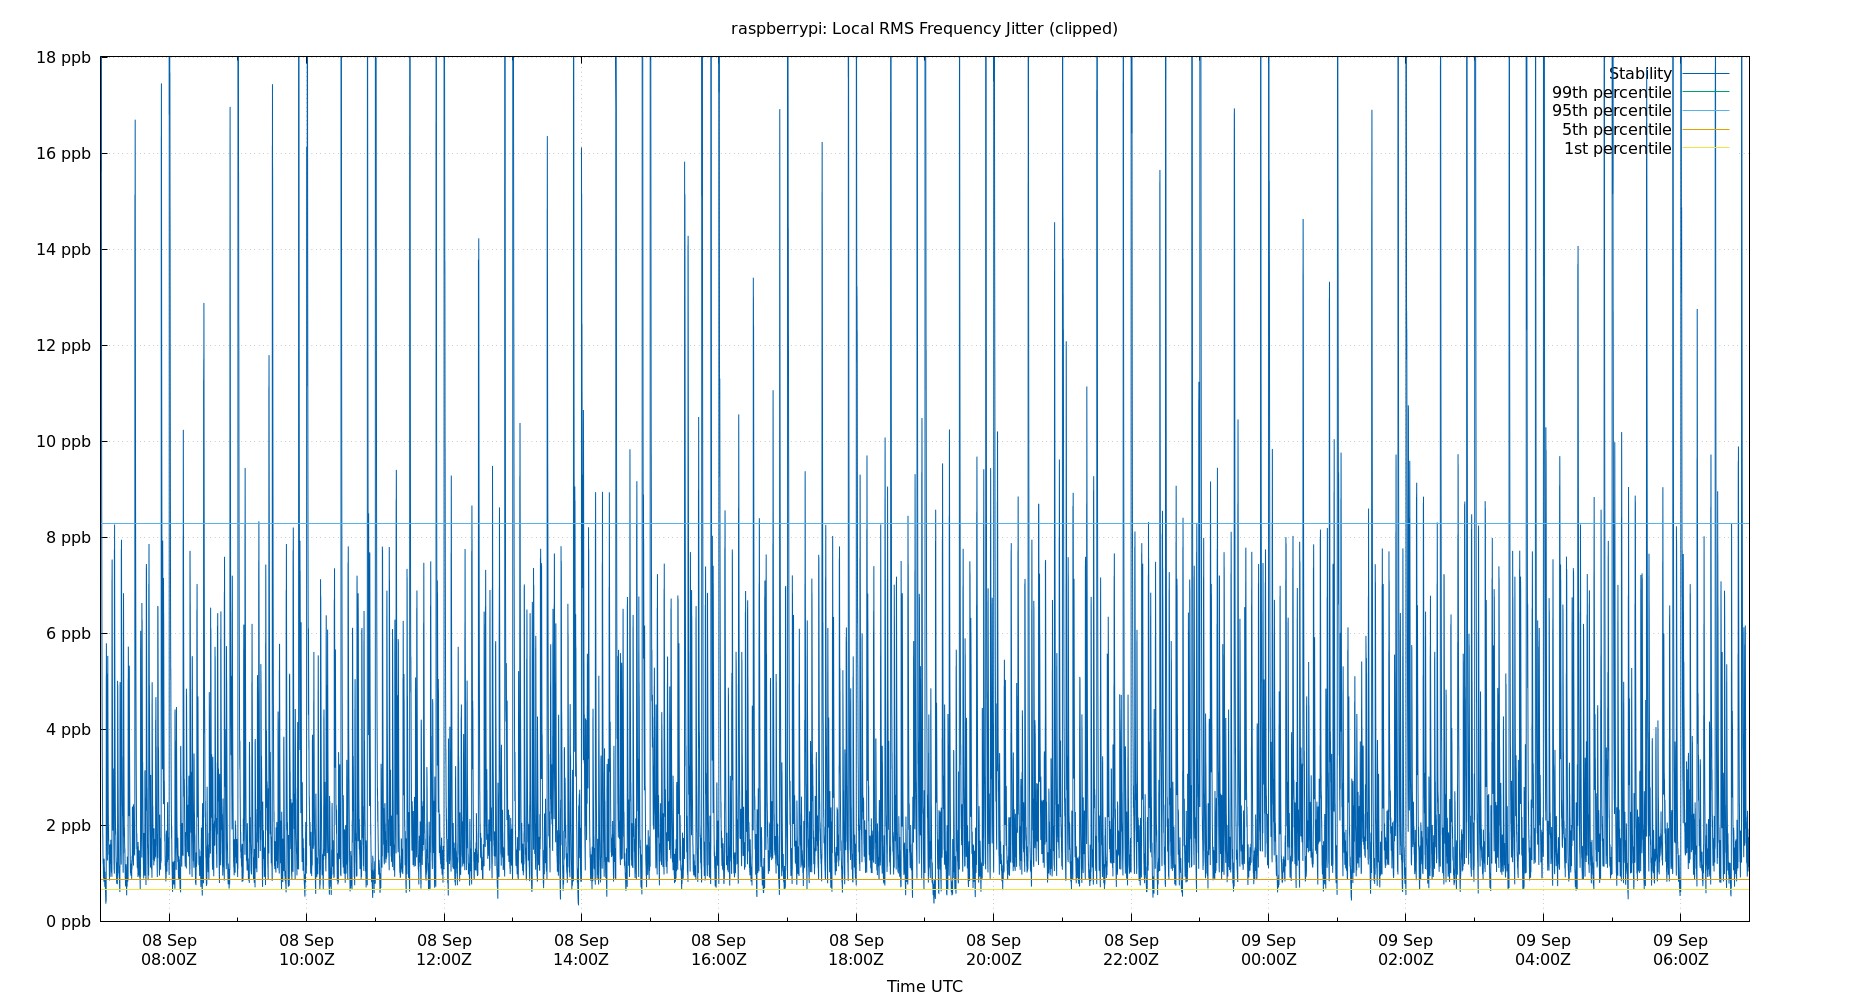 raspberrypi: Local RMS Frequency Jitter (clipped)
18 ppb
16 ppb
14 ppb
12 ppb
10 ppb
8 ppb
6 ppb
4 ppb
2 ppb
0 ppb
Stability
99th percentile
95th percentile
5th percentile
1st percentile
08 Sep 08 Sep 08 Sep 08 Sep 08 Sep 08 Sep 08 Sep 08 Sep 09 Sep 09 Sep 09 Sep 09 Sep
08:00Z 10:00Z 12:00Z 14:00Z 16:00Z 18:00Z 20:00Z 22:00Z 00:00Z 02:00Z 04:00Z 06:00Z
Time UTC